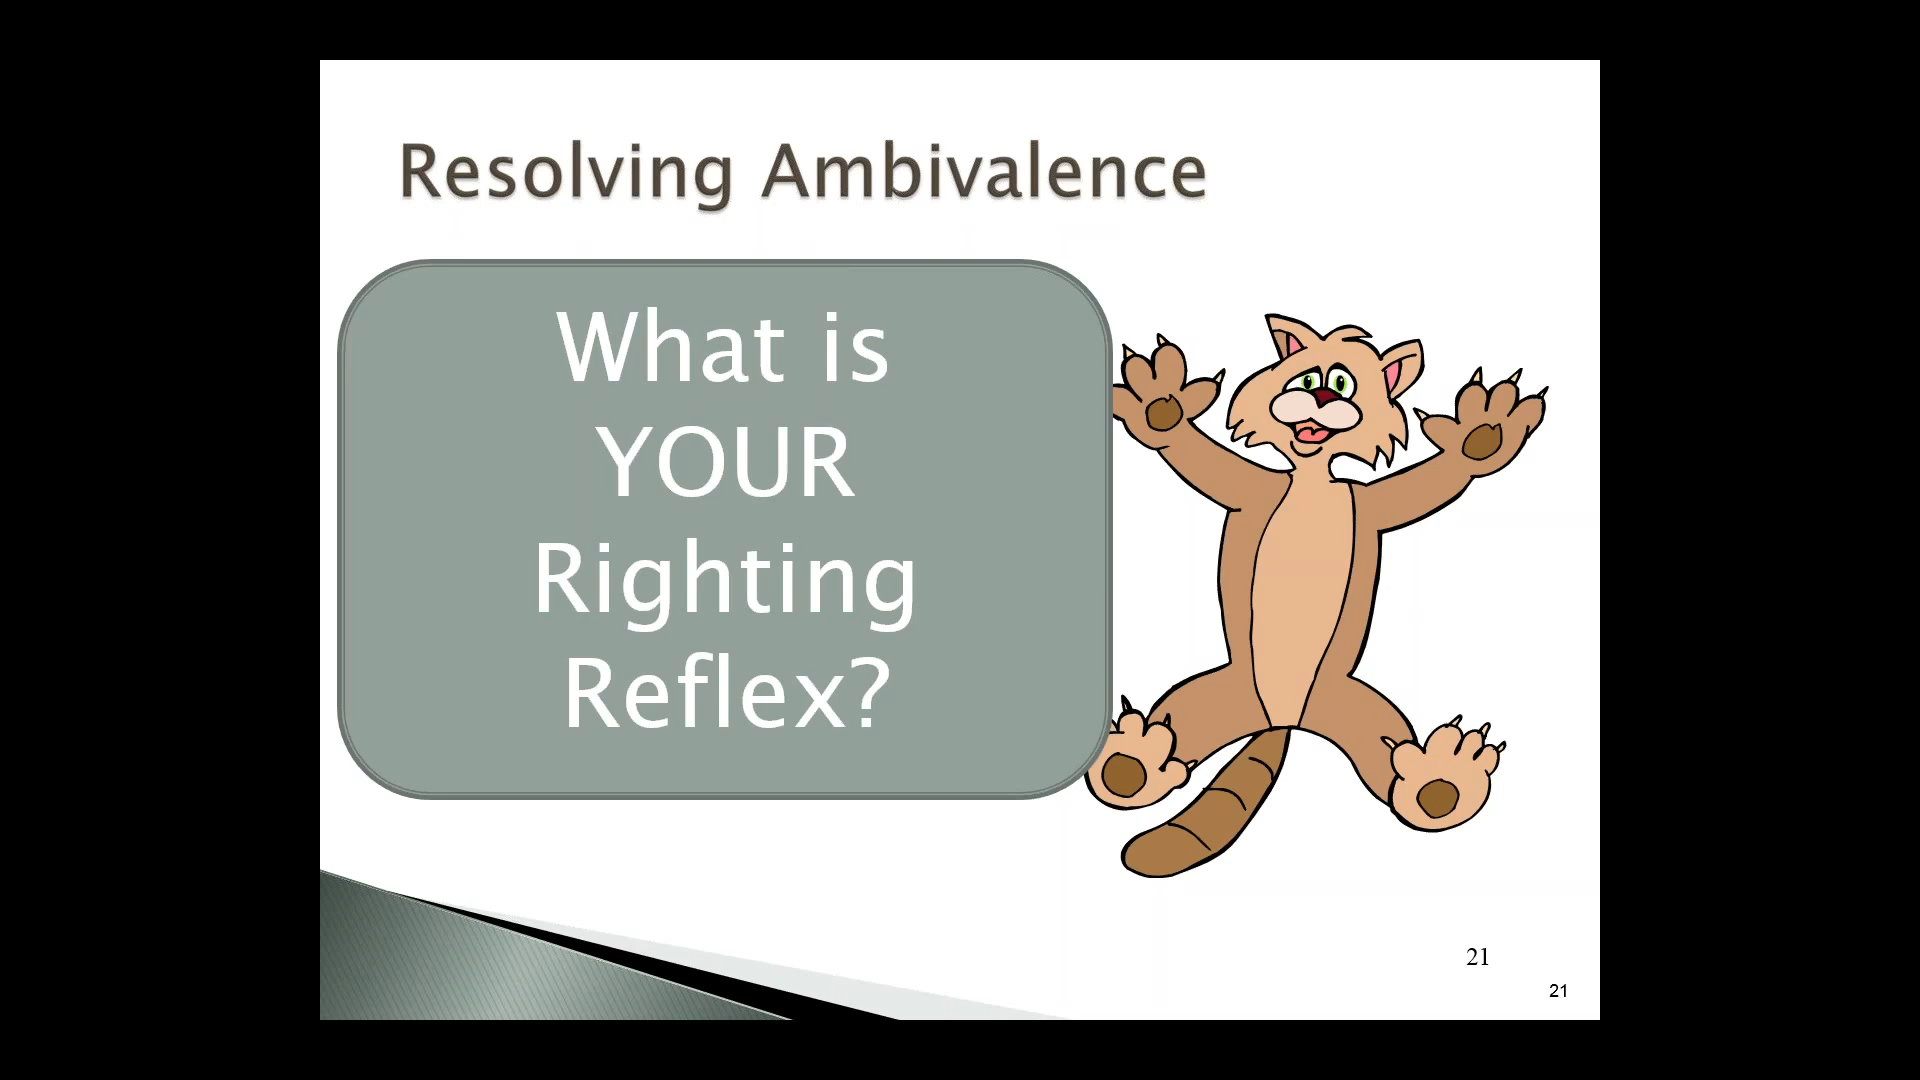 Resolving Ambivalence
What is
YOUR
Righting
Reflex?
21
21